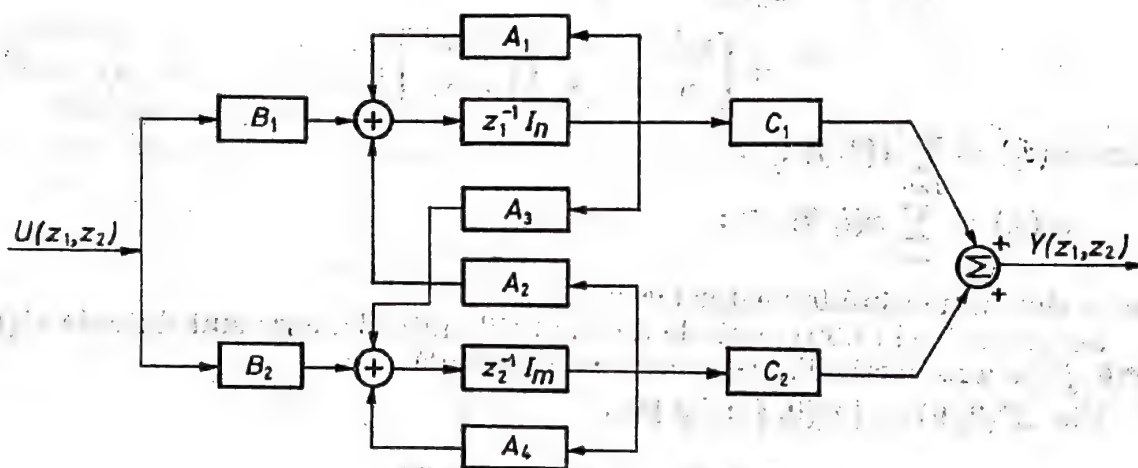 A₁
B₁
+
z₁⁻¹ Iₙ
C₁
A₃
U(z₁,z₂)
+
Σ
Y(z₁,z₂)
+
A₂
B₂
+
z₂⁻¹ Iₘ
C₂
A₄